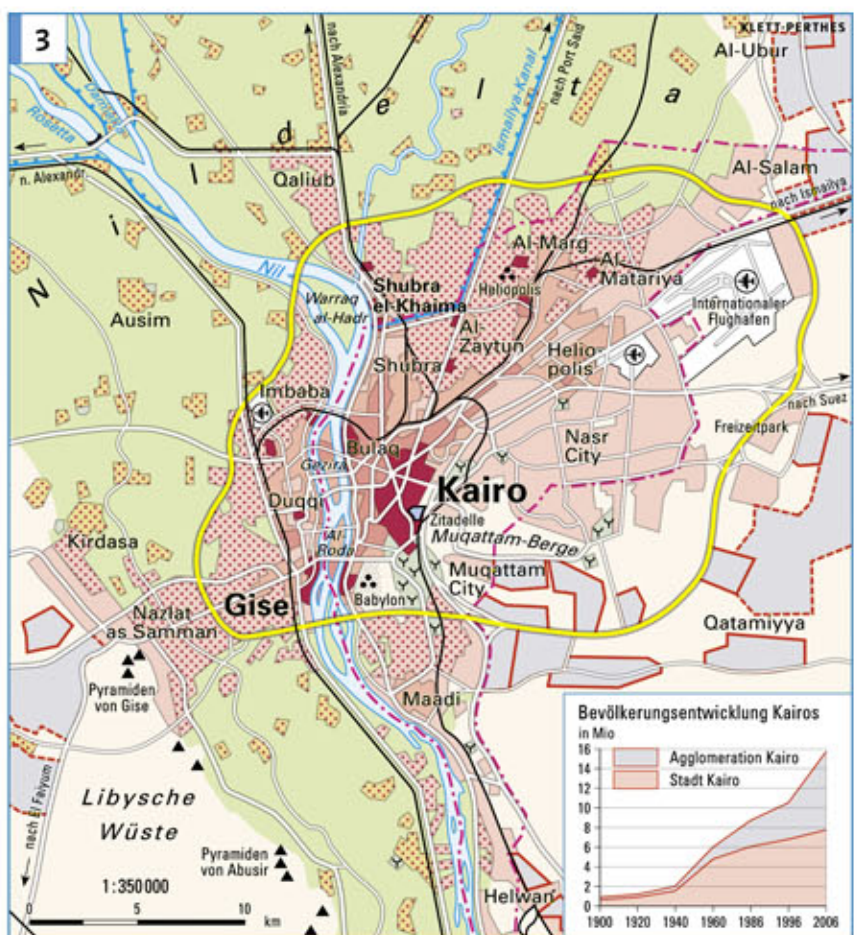 3
KLETT-PERTHES
Al-Ubur
nach Alexandria
nach Port Said
Ismailya-Kanal
Rosetta
Damietta
n. Alexandr.
N i l d e l t a
Qaliub
Al-Salam
nach Ismailya
Al-Marg
Al-
Matariya
Nil
Shubra
el-Khaima
Heliopolis
Internationaler
Flughafen
Warraq
al-Hadr
Ausim
Al-
Zaytun
Helio-
polis
Shubra
Imbaba
nach Suez
Freizeitpark
Nasr
City
Bulaq
Gezira
Kairo
Duqqi
Zitadelle
Muqattam-Berge
Al-
Roda
Kirdasa
Muqattam
City
Babylon
Gise
Nazlat
as Samman
Qatamiyya
Pyramiden
von Gise
Maadi
nach El Faiyum
Libysche
Wüste
Pyramiden
von Abusir
1:350 000
0 5 10
km
Helwan
Bevölkerungsentwicklung Kairos
in Mio
16
14
12
10
8
6
4
2
0
Agglomeration Kairo
Stadt Kairo
1900 1920 1940 1960 1986 1996 2006